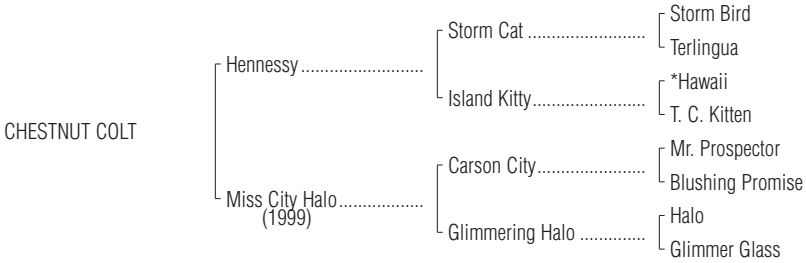 Storm Bird
Storm Cat ........................
Terlingua
Hennessy .........................
*Hawaii
Island Kitty.......................
T. C. Kitten
CHESTNUT COLT
Mr. Prospector
Carson City......................
Blushing Promise
Miss City Halo .................
(1999)
Halo
Glimmering Halo ..............
Glimmer Glass